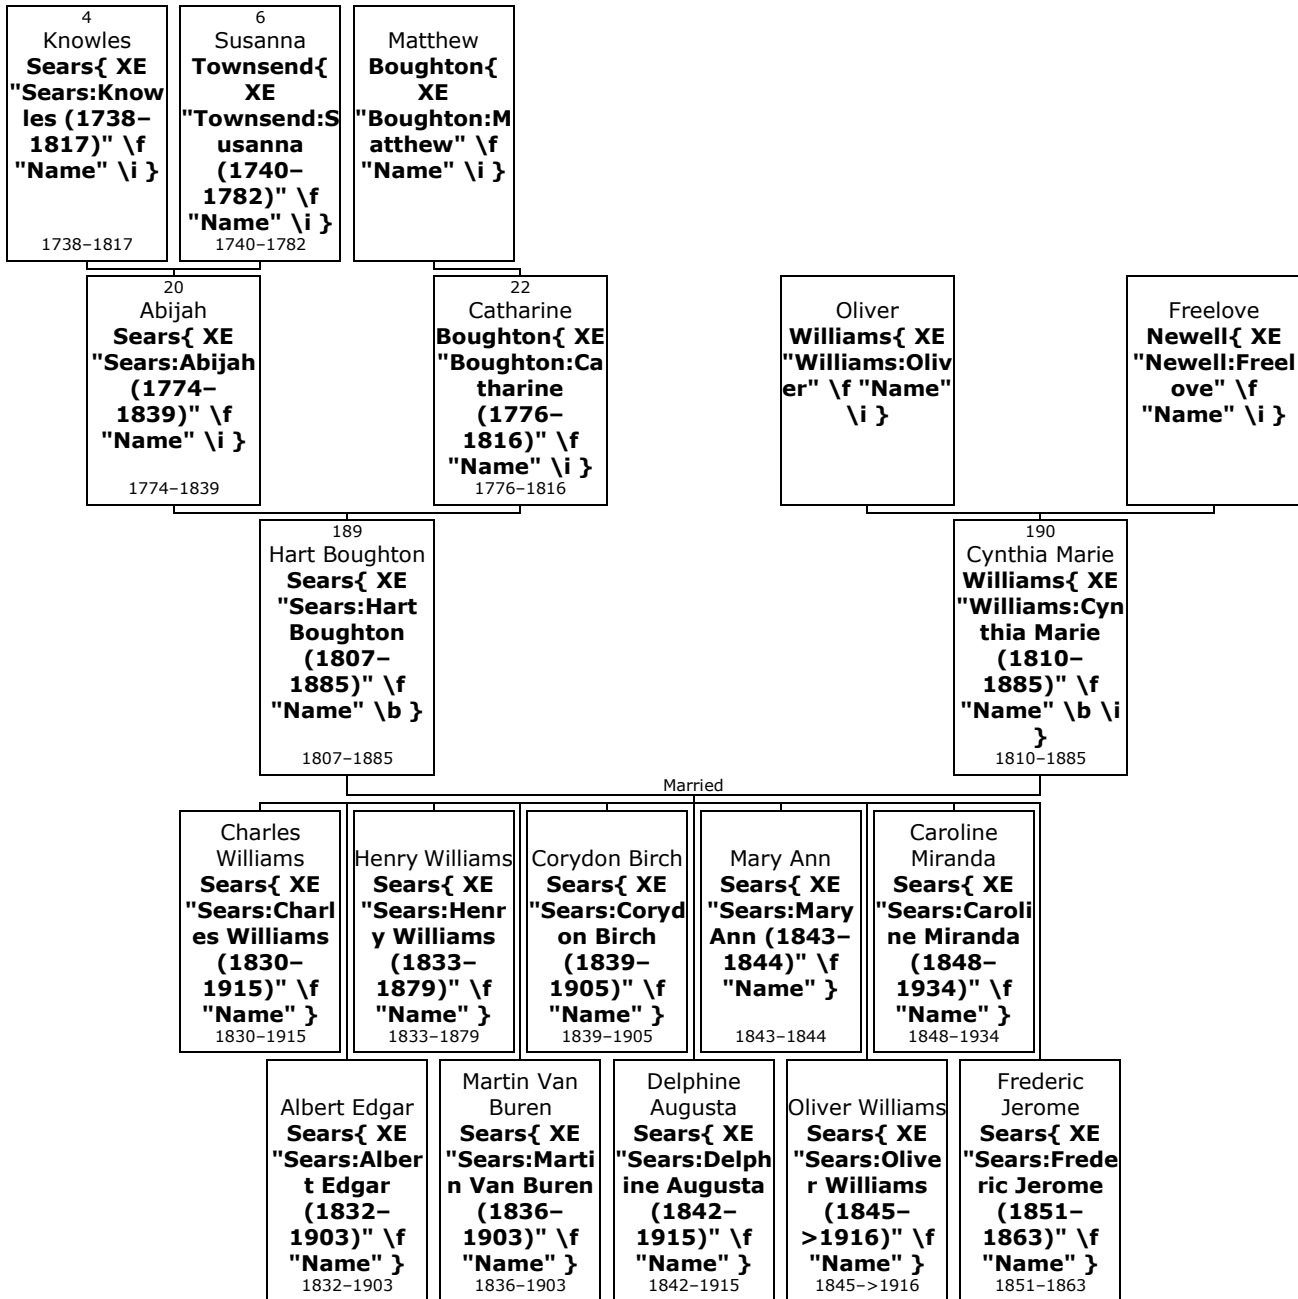 4
Knowles
Sears{ XE
"Sears:Know
les (1738–
1817)" \f
"Name" \i }
1738–1817
6
Susanna
Townsend{
XE
"Townsend:S
usanna
(1740–
1782)" \f
"Name" \i }
1740–1782
Matthew
Boughton{
XE
"Boughton:M
atthew" \f
"Name" \i }
20
Abijah
Sears{ XE
"Sears:Abijah
(1774–
1839)" \f
"Name" \i }
1774–1839
22
Catharine
Boughton{ XE
"Boughton:Ca
tharine
(1776–
1816)" \f
"Name" \i }
1776–1816
Oliver
Williams{ XE
"Williams:Oliv
er" \f "Name"
\i }
Freelove
Newell{ XE
"Newell:Freel
ove" \f
"Name" \i }
189
Hart Boughton
Sears{ XE
"Sears:Hart
Boughton
(1807–
1885)" \f
"Name" \b }
1807–1885
190
Cynthia Marie
Williams{ XE
"Williams:Cyn
thia Marie
(1810–
1885)" \f
"Name" \b \i
}
1810–1885
Married
Charles
Williams
Sears{ XE
"Sears:Charl
es Williams
(1830–
1915)" \f
"Name" }
1830–1915
Henry Williams
Sears{ XE
"Sears:Henr
y Williams
(1833–
1879)" \f
"Name" }
1833–1879
Corydon Birch
Sears{ XE
"Sears:Coryd
on Birch
(1839–
1905)" \f
"Name" }
1839–1905
Mary Ann
Sears{ XE
"Sears:Mary
Ann (1843–
1844)" \f
"Name" }
1843–1844
Caroline
Miranda
Sears{ XE
"Sears:Caroli
ne Miranda
(1848–
1934)" \f
"Name" }
1848–1934
Albert Edgar
Sears{ XE
"Sears:Alber
t Edgar
(1832–
1903)" \f
"Name" }
1832–1903
Martin Van
Buren
Sears{ XE
"Sears:Marti
n Van Buren
(1836–
1903)" \f
"Name" }
1836–1903
Delphine
Augusta
Sears{ XE
"Sears:Delph
ine Augusta
(1842–
1915)" \f
"Name" }
1842–1915
Oliver Williams
Sears{ XE
"Sears:Olive
r Williams
(1845–
>1916)" \f
"Name" }
1845–>1916
Frederic
Jerome
Sears{ XE
"Sears:Frede
ric Jerome
(1851–
1863)" \f
"Name" }
1851–1863